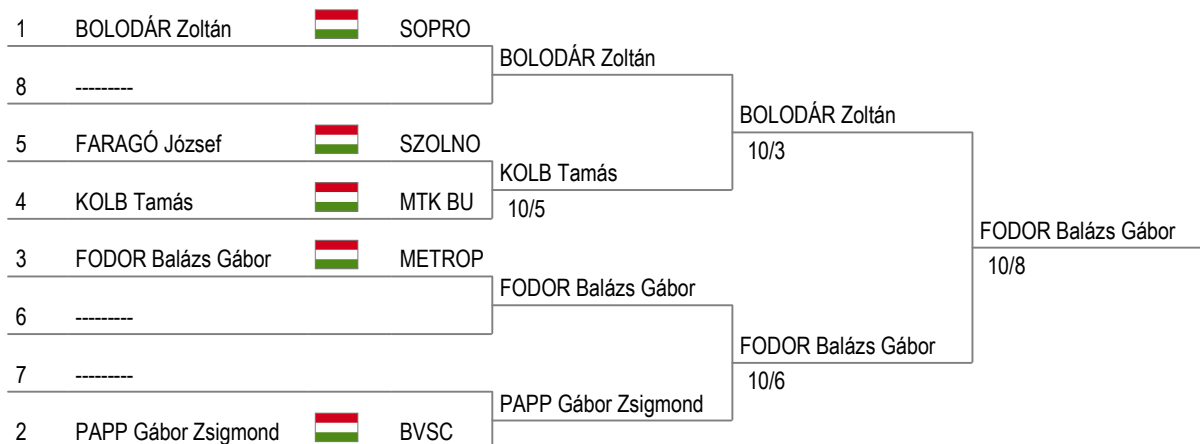 1 BOLODÁR Zoltán SOPRO
BOLODÁR Zoltán
8 ---------
BOLODÁR Zoltán
10/3
5 FARAGÓ József SZOLNO
KOLB Tamás
10/5
4 KOLB Tamás MTK BU
FODOR Balázs Gábor
10/8
3 FODOR Balázs Gábor METROP
FODOR Balázs Gábor
6 ---------
FODOR Balázs Gábor
10/6
7 ---------
PAPP Gábor Zsigmond
2 PAPP Gábor Zsigmond BVSC